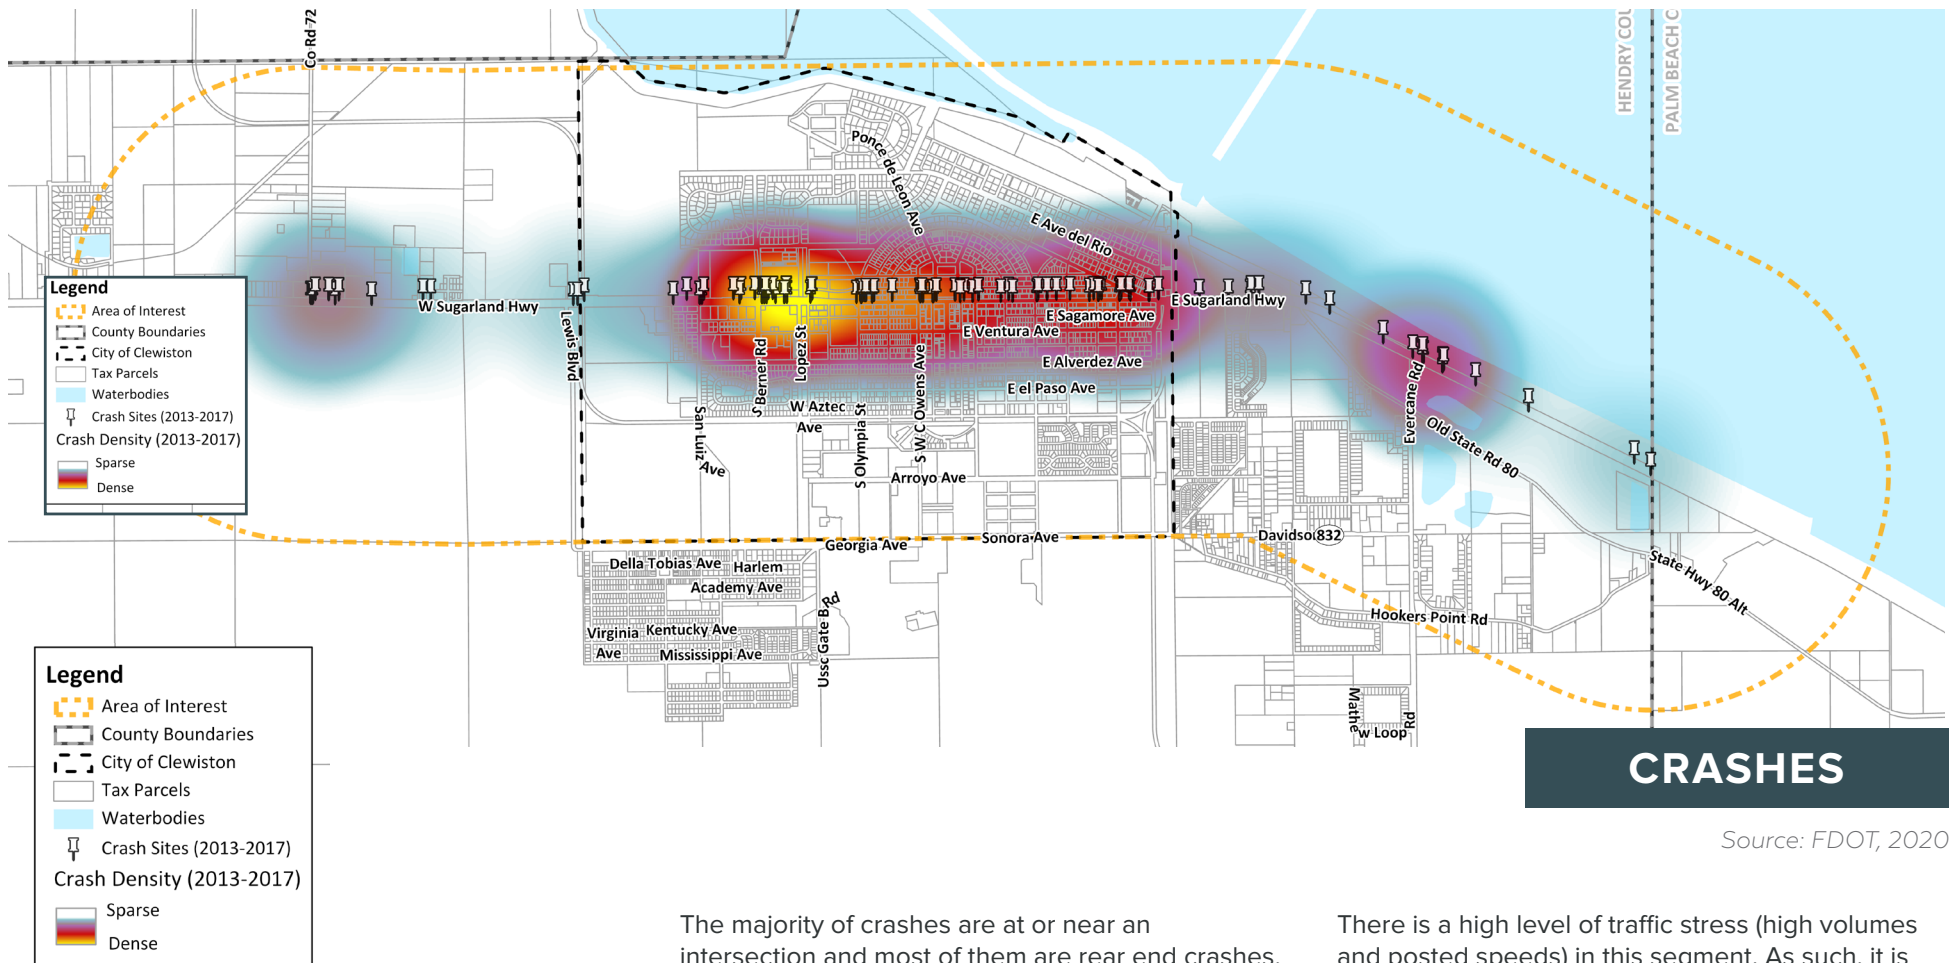 Co Rd 72
HENDRY COU
PALM BEACH C
Ponce de Leon Ave
E Ave del Rio
Legend
Area of Interest
County Boundaries
City of Clewiston
Tax Parcels
Waterbodies
Crash Sites (2013-2017)
Crash Density (2013-2017)
Sparse
Dense
W Sugarland Hwy
E Sugarland Hwy
Lewis Blvd
S Berner Rd
Lopez St
E Sagamore Ave
E Ventura Ave
E Alverdez Ave
E el Paso Ave
W Aztec
Ave
San Luiz Ave
S Olympia St
S W C Owens Ave
Arroyo Ave
Evercane Rd
Old State Rd 80
Georgia Ave
Sonora Ave
Davidso
832
State Hwy 80 Alt
Della Tobias Ave
Harlem
Academy Ave
Virginia
Ave
Kentucky Ave
Mississippi Ave
Ussc Gate B Rd
Hookers Point Rd
Mathe
w Loop
Rd
Legend
Area of Interest
County Boundaries
City of Clewiston
Tax Parcels
Waterbodies
Crash Sites (2013-2017)
Crash Density (2013-2017)
Sparse
Dense
CRASHES
Source: FDOT, 2020
The majority of crashes are at or near an
intersection and most of them are rear end crashes.
There is a high level of traffic stress (high volumes
and posted speeds) in this segment. As such, it is